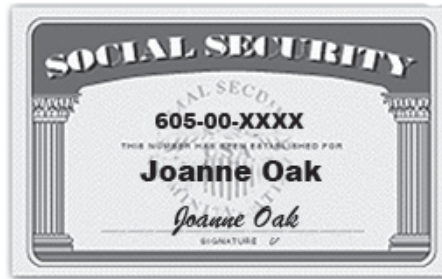 SOCIAL SECURITY
605-00-XXXX
THIS NUMBER HAS BEEN ESTABLISHED FOR
Joanne Oak
Joanne Oak
SIGNATURE